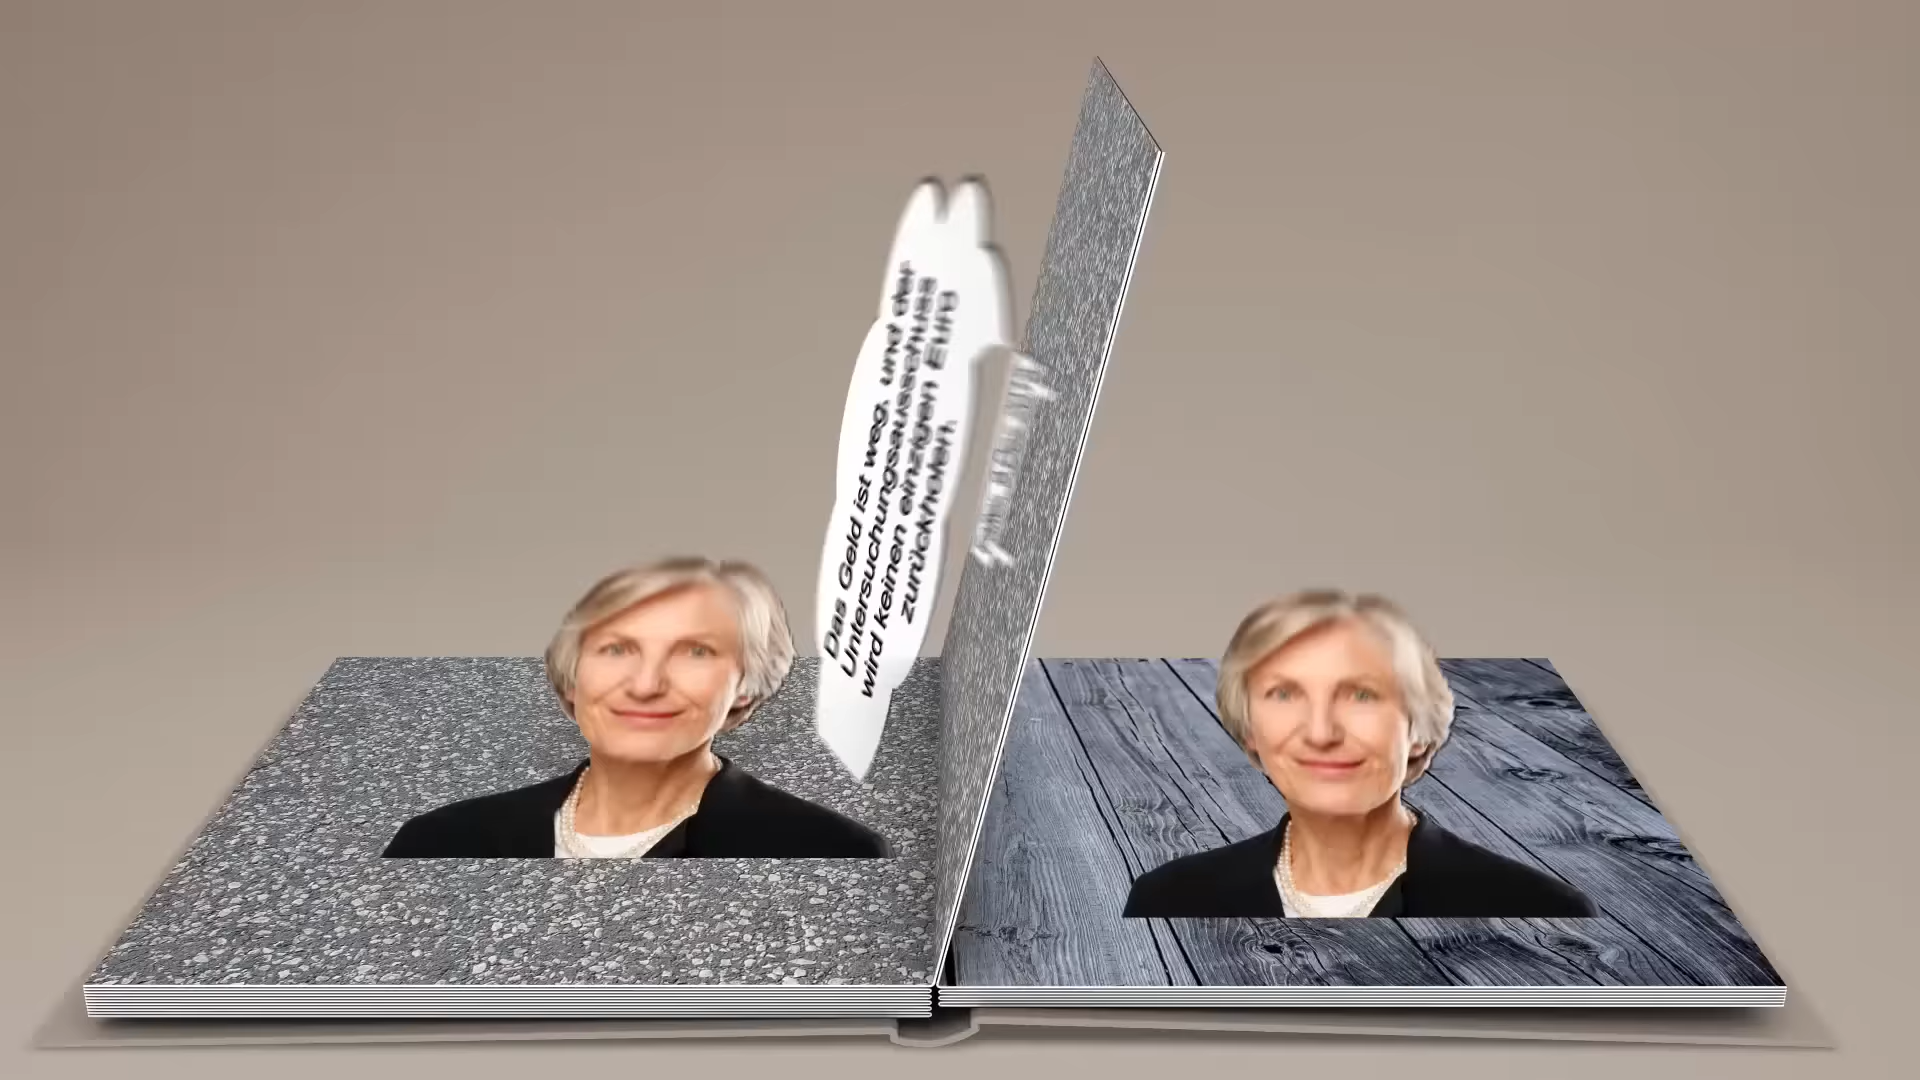 Das Geld ist weg, und der
Untersuchungsausschuss
wird keinen einzigen Euro
zurückholen.